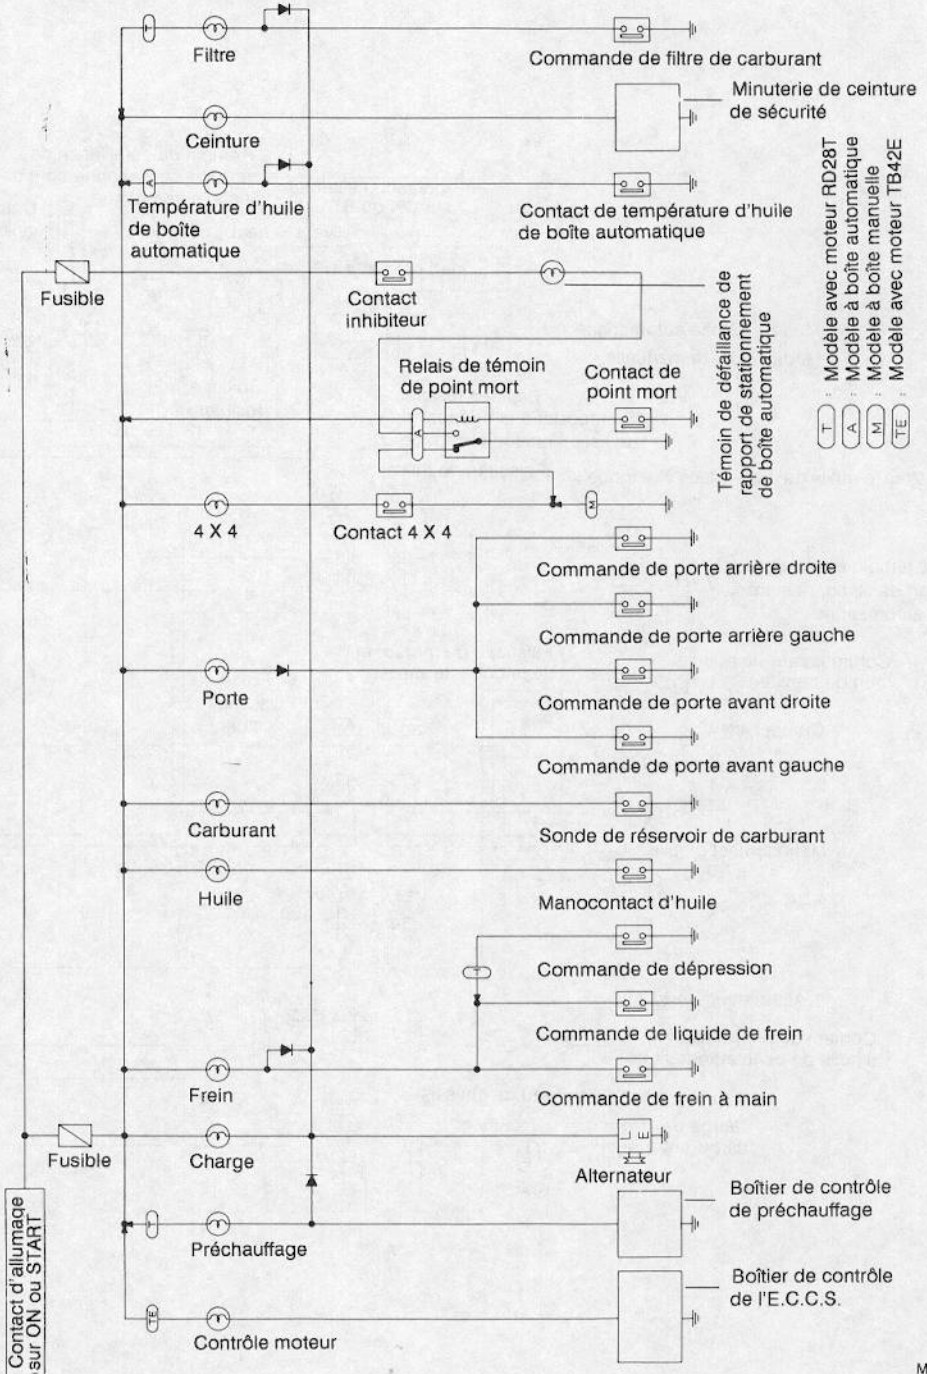 T
Filtre
Commande de filtre de carburant
Ceinture
Minuterie de ceinture
de sécurité
A
Température d'huile
de boîte
automatique
Contact de température d'huile
de boîte automatique
Fusible
Contact
inhibiteur
Témoin de défaillance de
rapport de stationnement
de boîte automatique
T : Modèle avec moteur RD28T
A : Modèle à boîte automatique
M : Modèle à boîte manuelle
TE : Modèle avec moteur TB42E
Relais de témoin
de point mort
Contact de
point mort
A
4 X 4
Contact 4 X 4
M
Commande de porte arrière droite
Commande de porte arrière gauche
Porte
Commande de porte avant droite
Commande de porte avant gauche
Carburant
Sonde de réservoir de carburant
Huile
Manocontact d'huile
Commande de dépression
T
Commande de liquide de frein
Frein
Commande de frein à main
Fusible
Charge
L E
Alternateur
T
Préchauffage
Boîtier de contrôle
de préchauffage
TE
Contrôle moteur
Boîtier de contrôle
de l'E.C.C.S.
Contact d'allumage
sur ON ou START
M